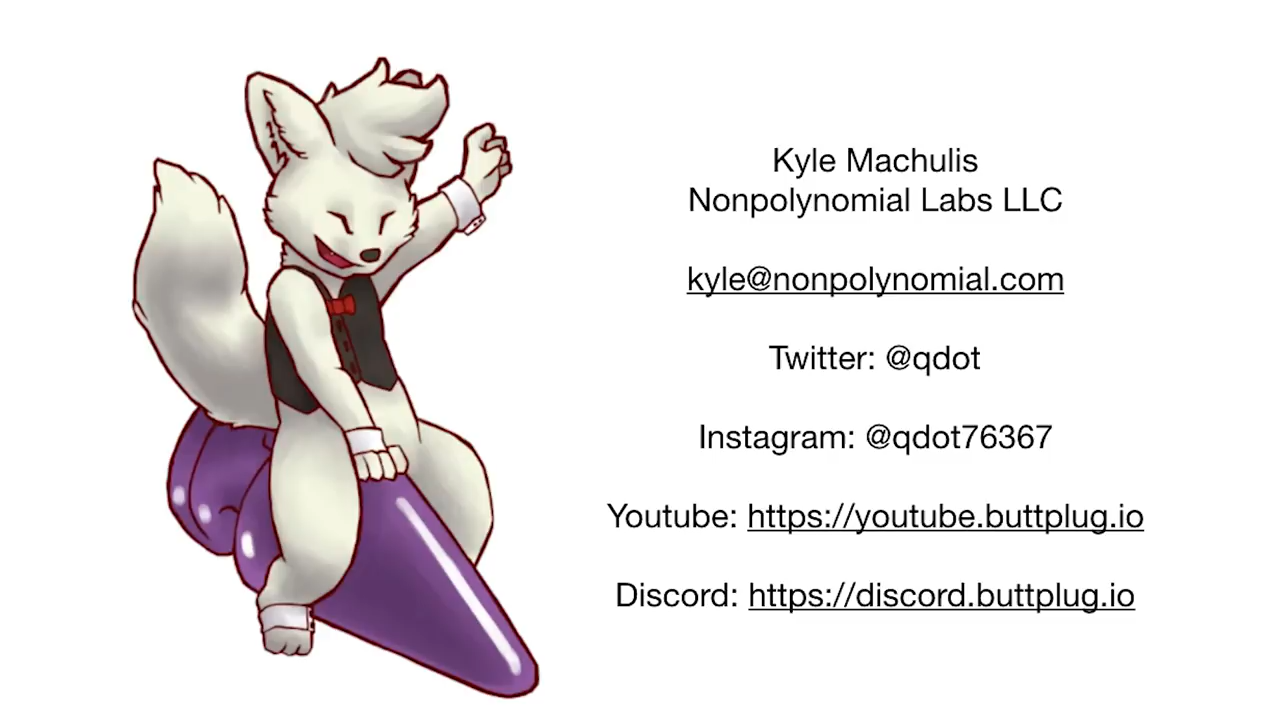 Kyle Machulis
Nonpolynomial Labs LLC
kyle@nonpolynomial.com
Twitter: @qdot
Instagram: @qdot76367
Youtube: https://youtube.buttplug.io
Discord: https://discord.buttplug.io